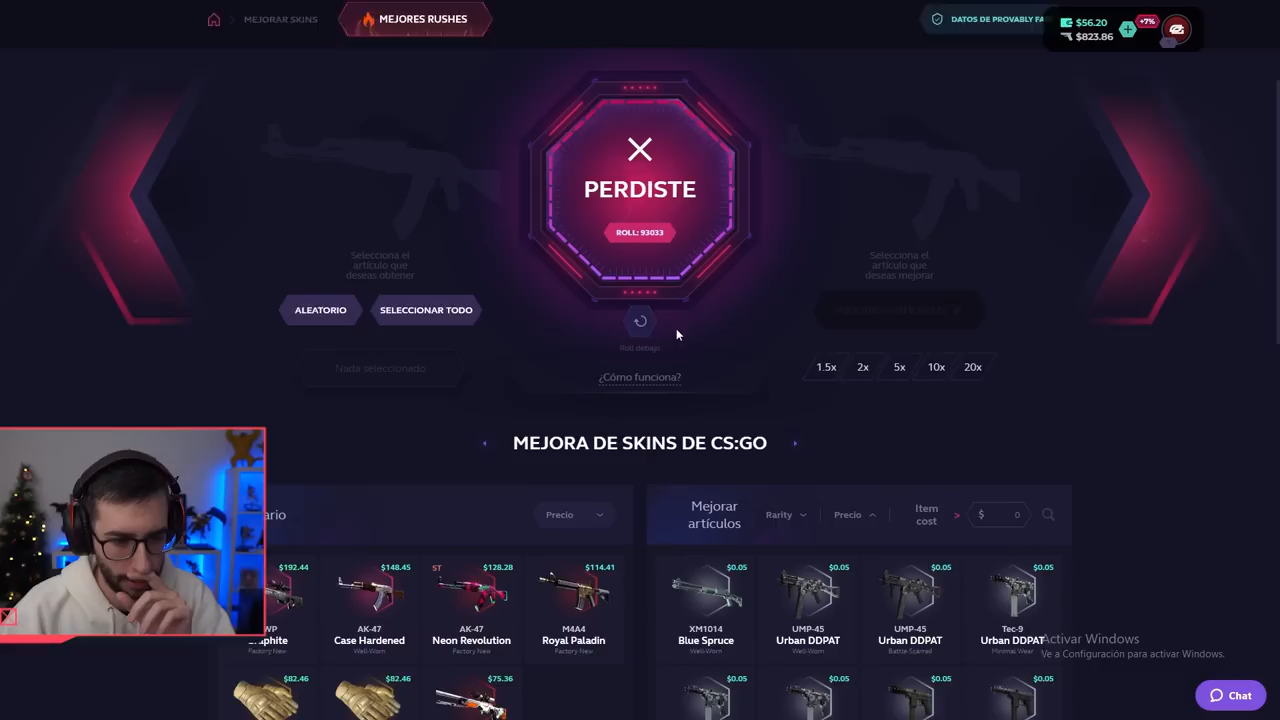 MEJORAR SKINS
MEJORES RUSHES
DATOS DE PROVABLY FA
$56.20
$823.86
+7%
PERDISTE
ROLL: 93033
Selecciona el
artículo que
deseas obtener
ALEATORIO
SELECCIONAR TODO
Nada seleccionado
Roll debajo
¿Cómo funciona?
Selecciona el
artículo que
deseas mejorar
1.5x
2x
5x
10x
20x
MEJORA DE SKINS DE CS:GO
ario
Precio
Mejorar
artículos
Rarity
Precio
Item
cost
>
$
0
$192.44
WP
Graphite
Factory New
$148.45
AK-47
Case Hardened
Well-Worn
ST
$128.28
AK-47
Neon Revolution
Factory New
$114.41
M4A4
Royal Paladin
Factory New
$0.05
XM1014
Blue Spruce
Well-Worn
$0.05
UMP-45
Urban DDPAT
Well-Worn
$0.05
UMP-45
Urban DDPAT
Battle-Scarred
$0.05
Tec-9
Urban DDPAT
Minimal Wear
$82.46
$82.46
$75.36
$0.05
$0.05
$0.05
$0.05
Activar Windows
Ve a Configuración para activar Windows.
Chat